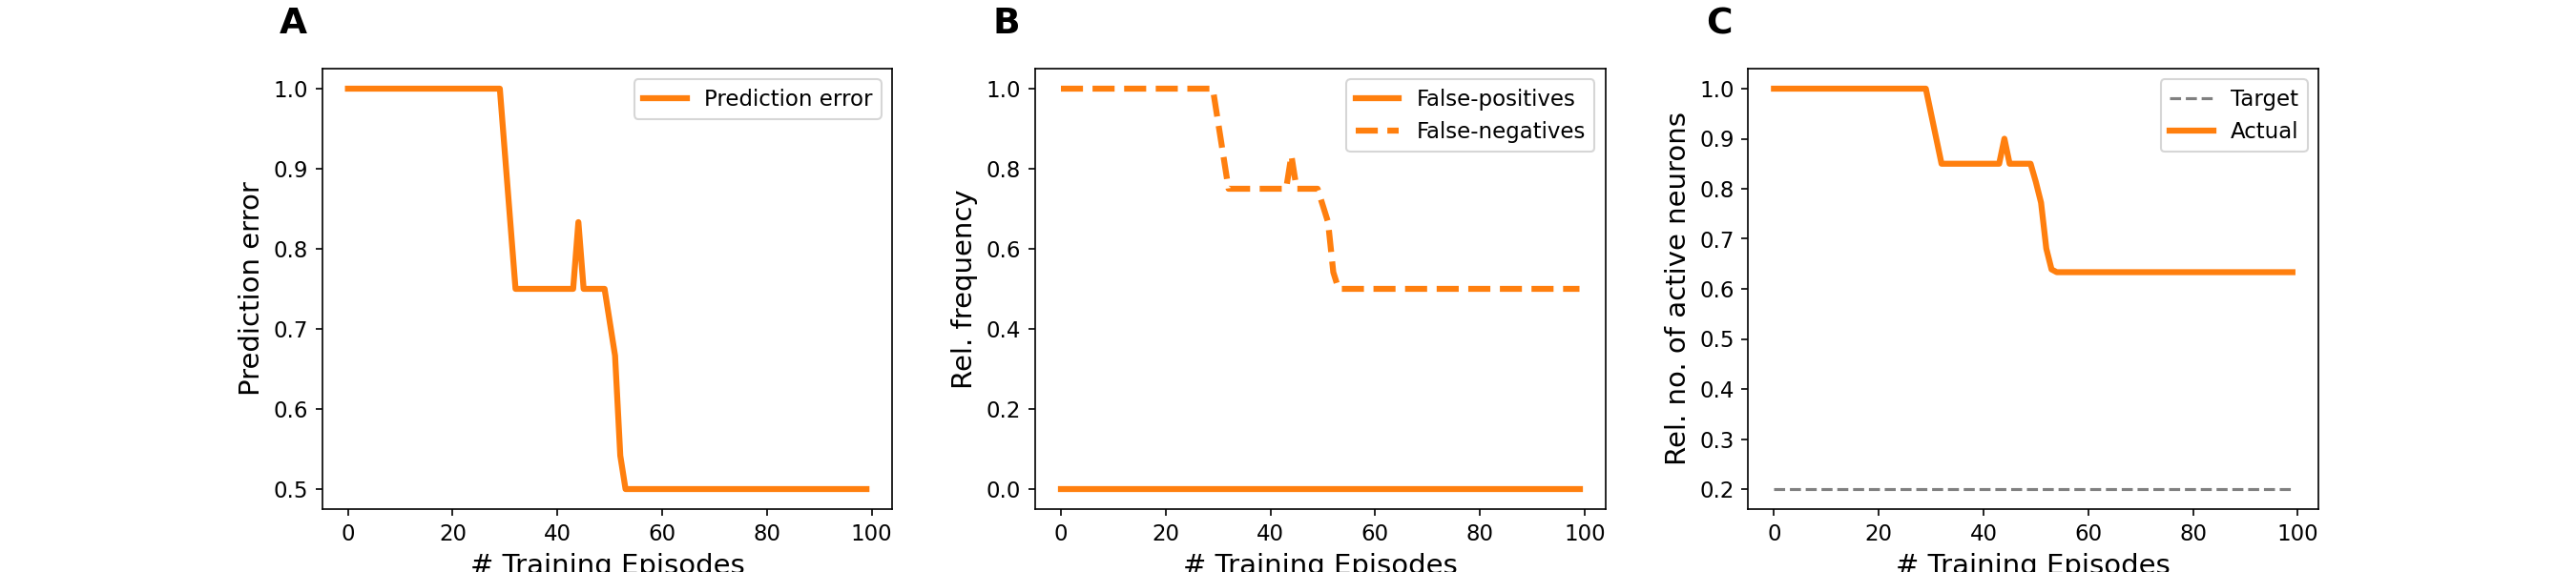 A
B
C
Prediction error
1.0
0.9
0.8
0.7
0.6
0.5
0
20
40
60
80
100
# Training Episodes
Prediction error
Rel. frequency
1.0
0.8
0.6
0.4
0.2
0.0
0
20
40
60
80
100
# Training Episodes
False-positives
False-negatives
Rel. no. of active neurons
1.0
0.9
0.8
0.7
0.6
0.5
0.4
0.3
0.2
0
20
40
60
80
100
# Training Episodes
Target
Actual